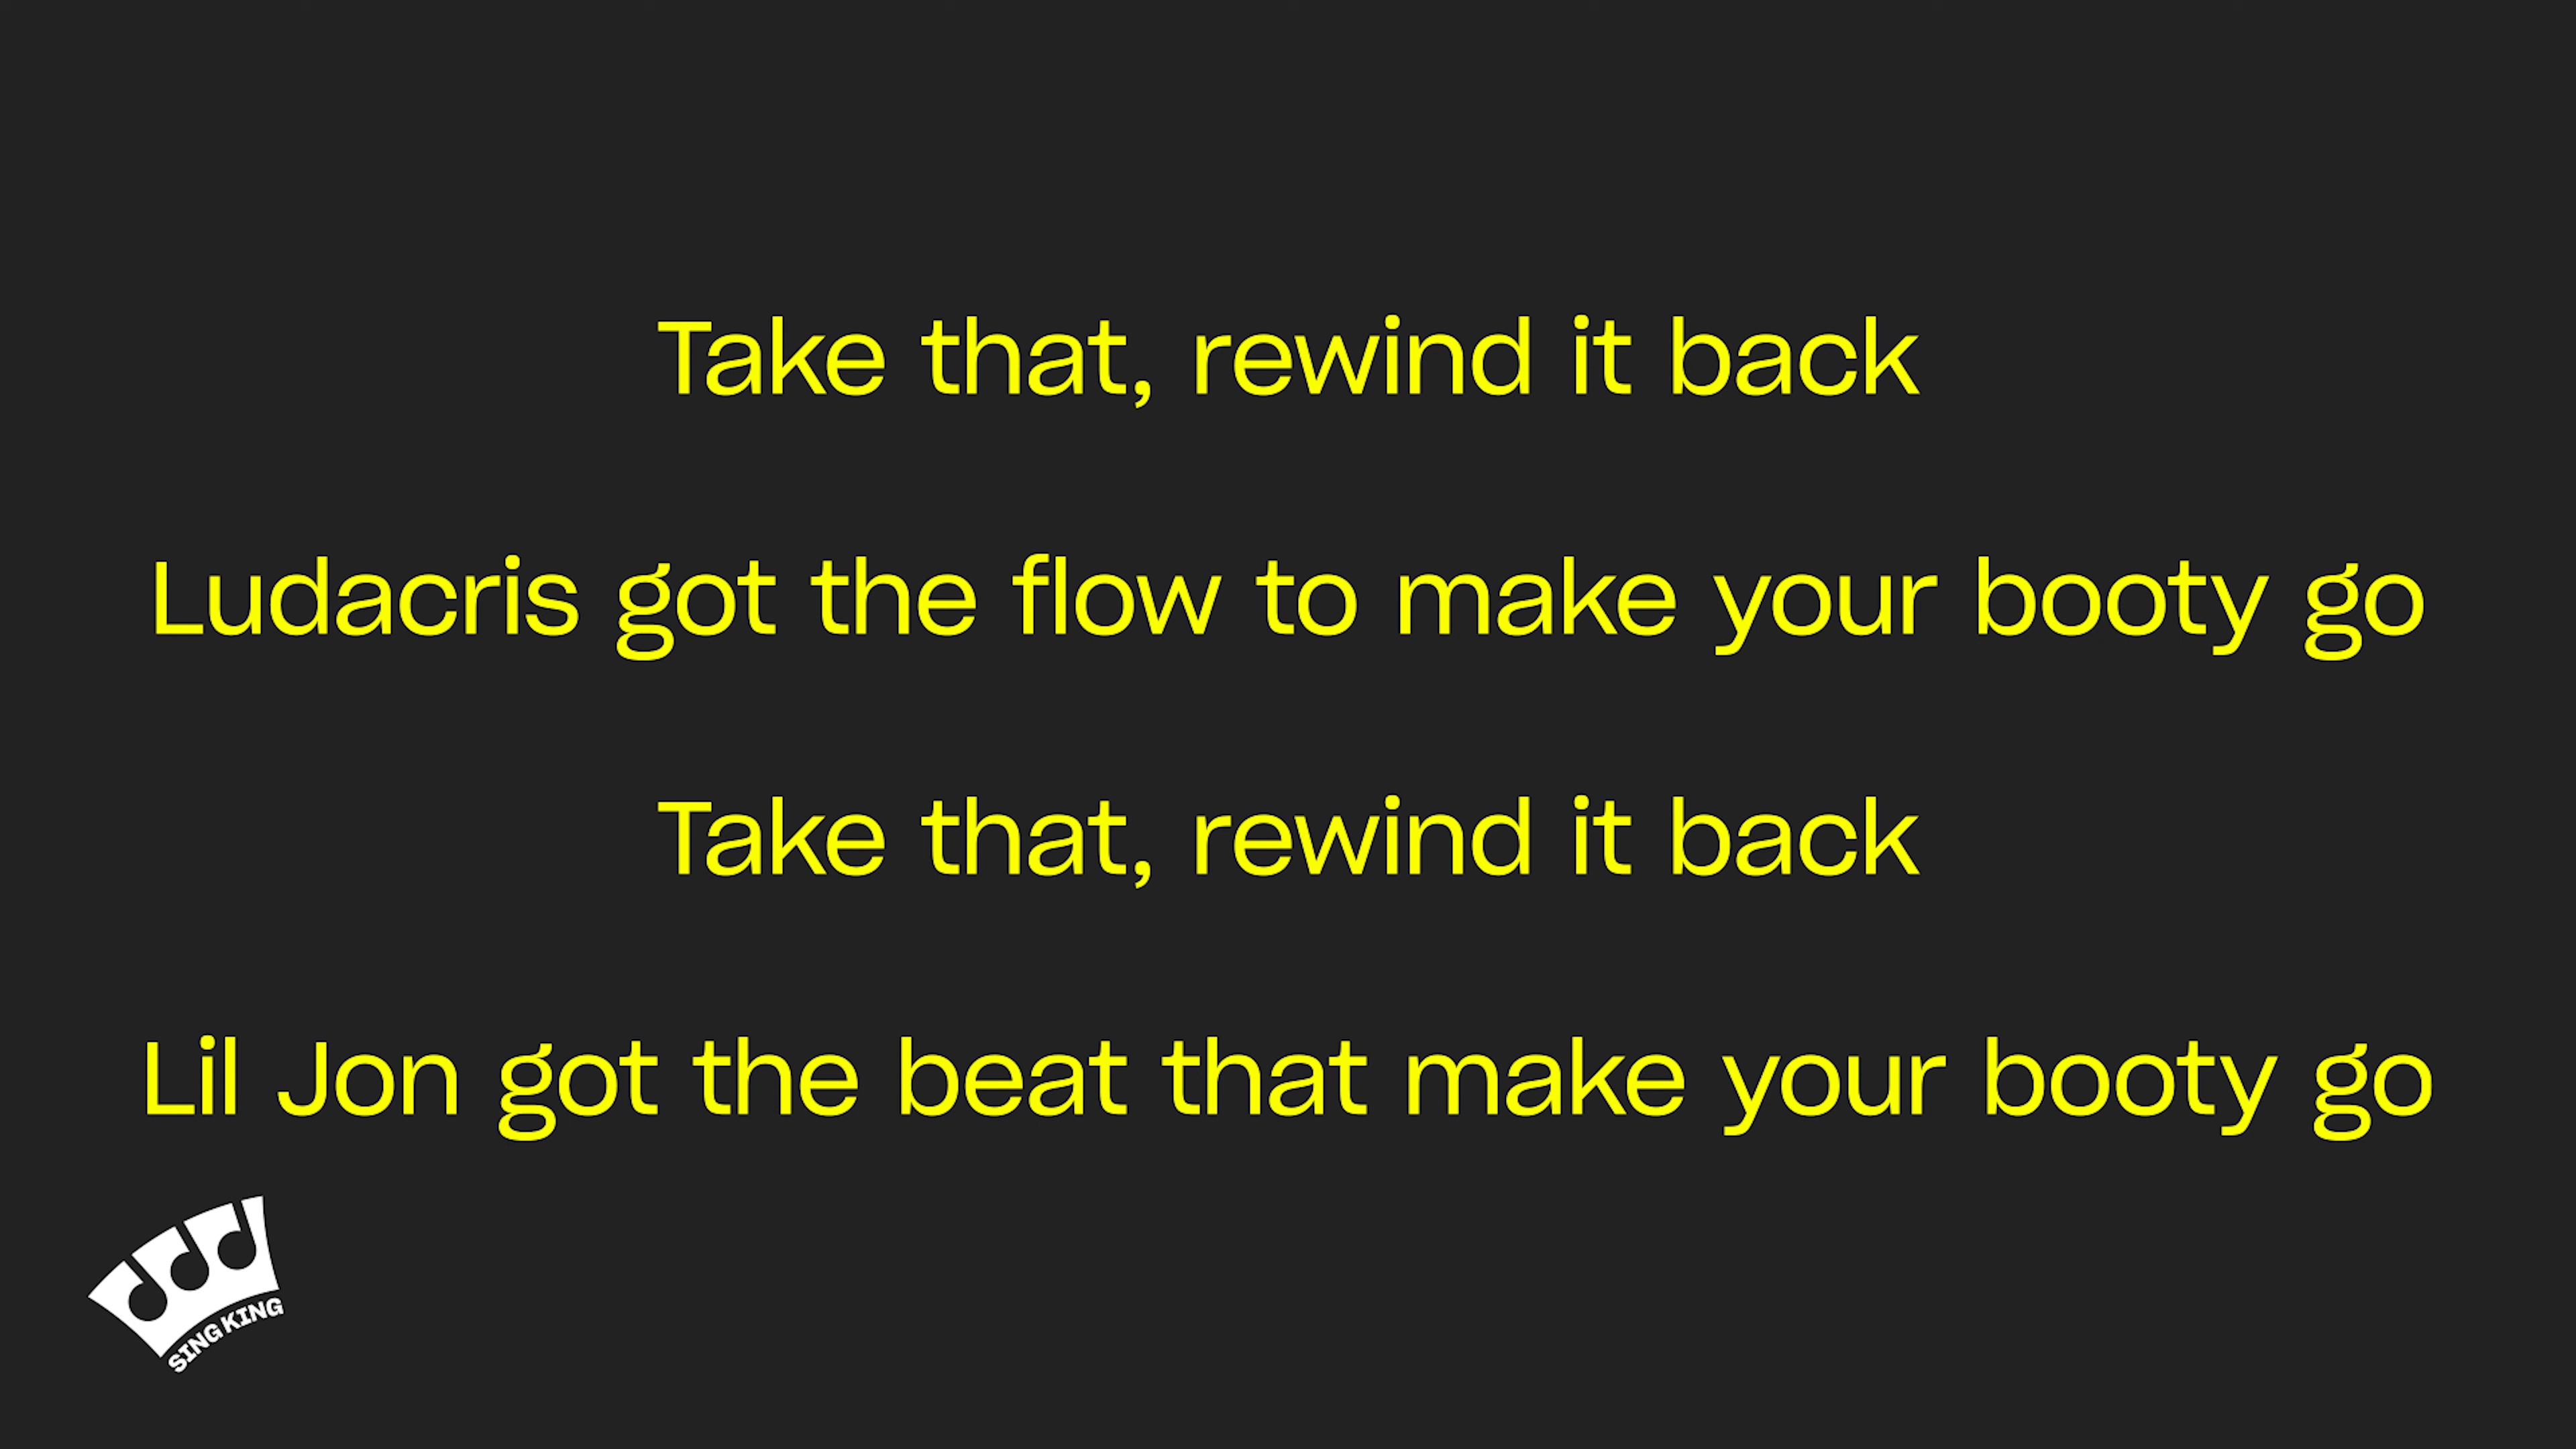 Take that, rewind it back
Ludacris got the flow to make your booty go
Take that, rewind it back
Lil Jon got the beat that make your booty go
SING KING